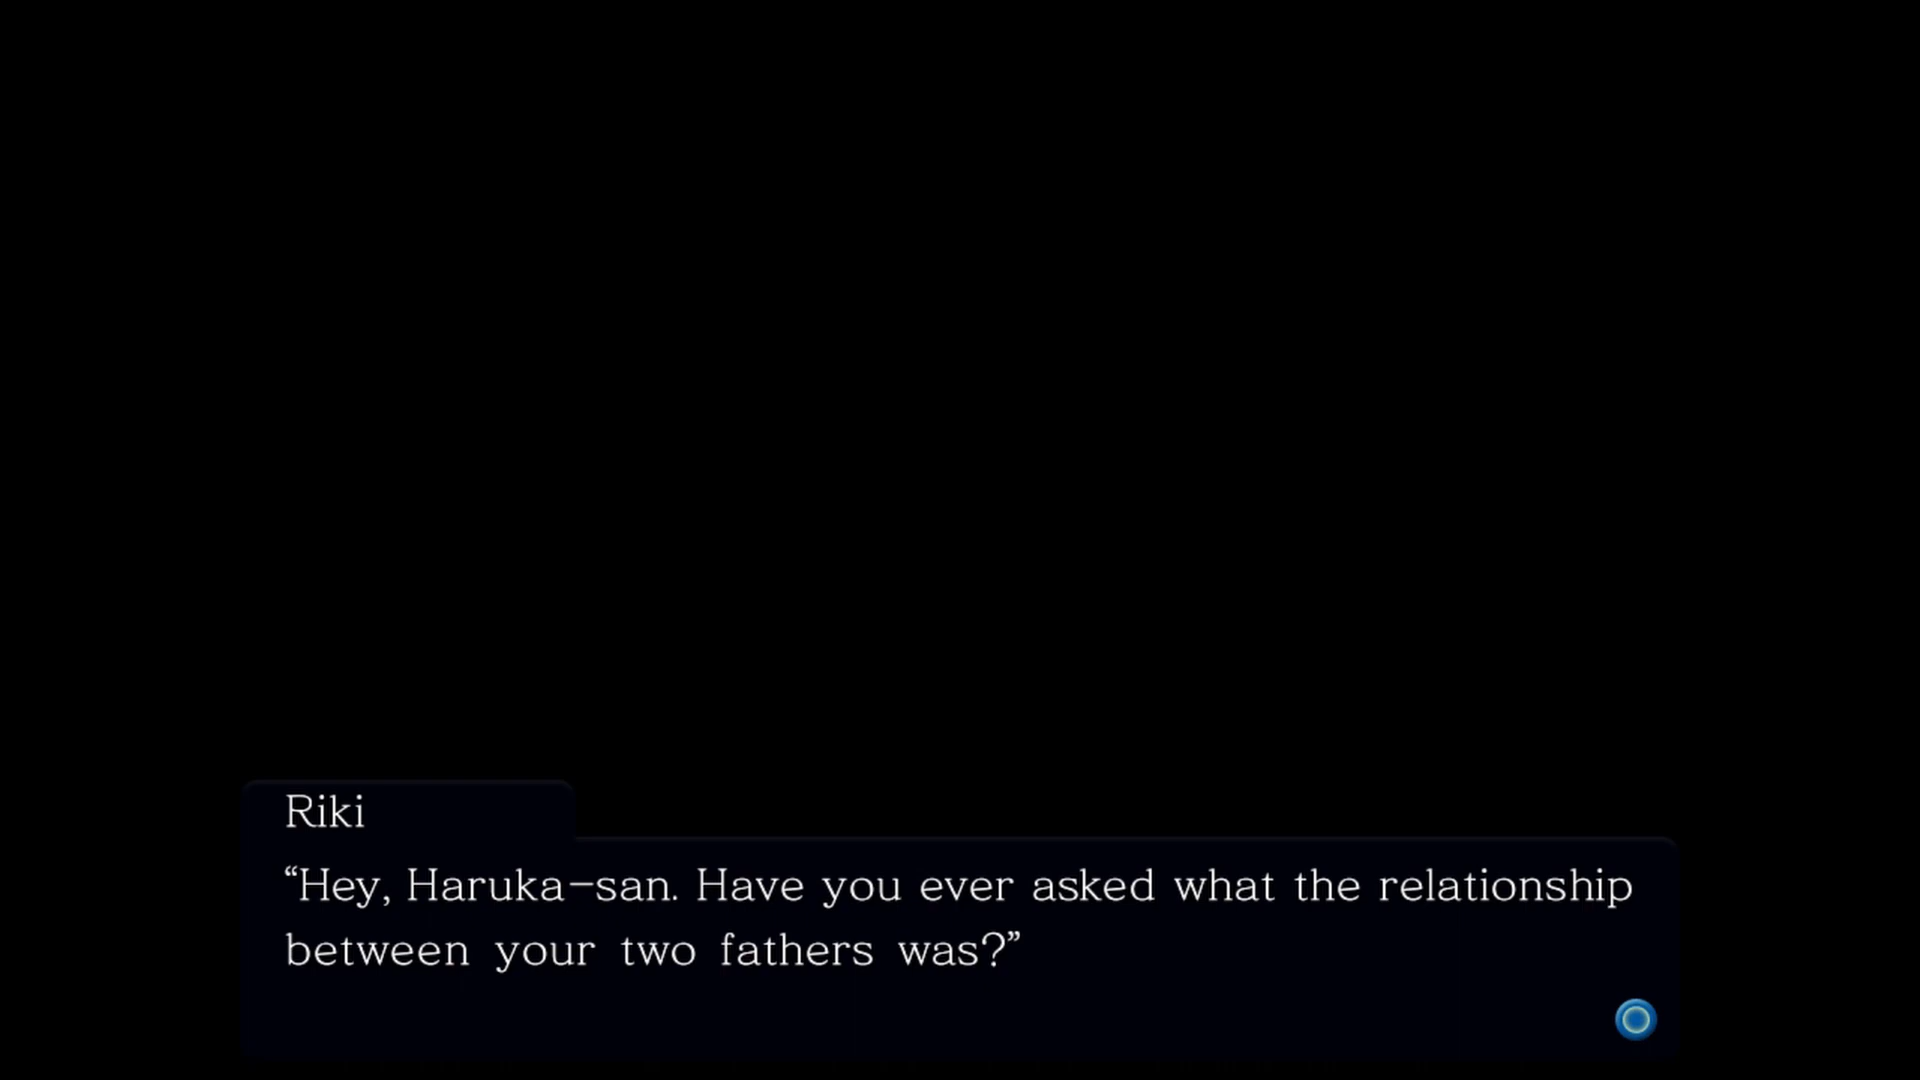 Riki
“Hey, Haruka-san. Have you ever asked what the relationship
between your two fathers was?”